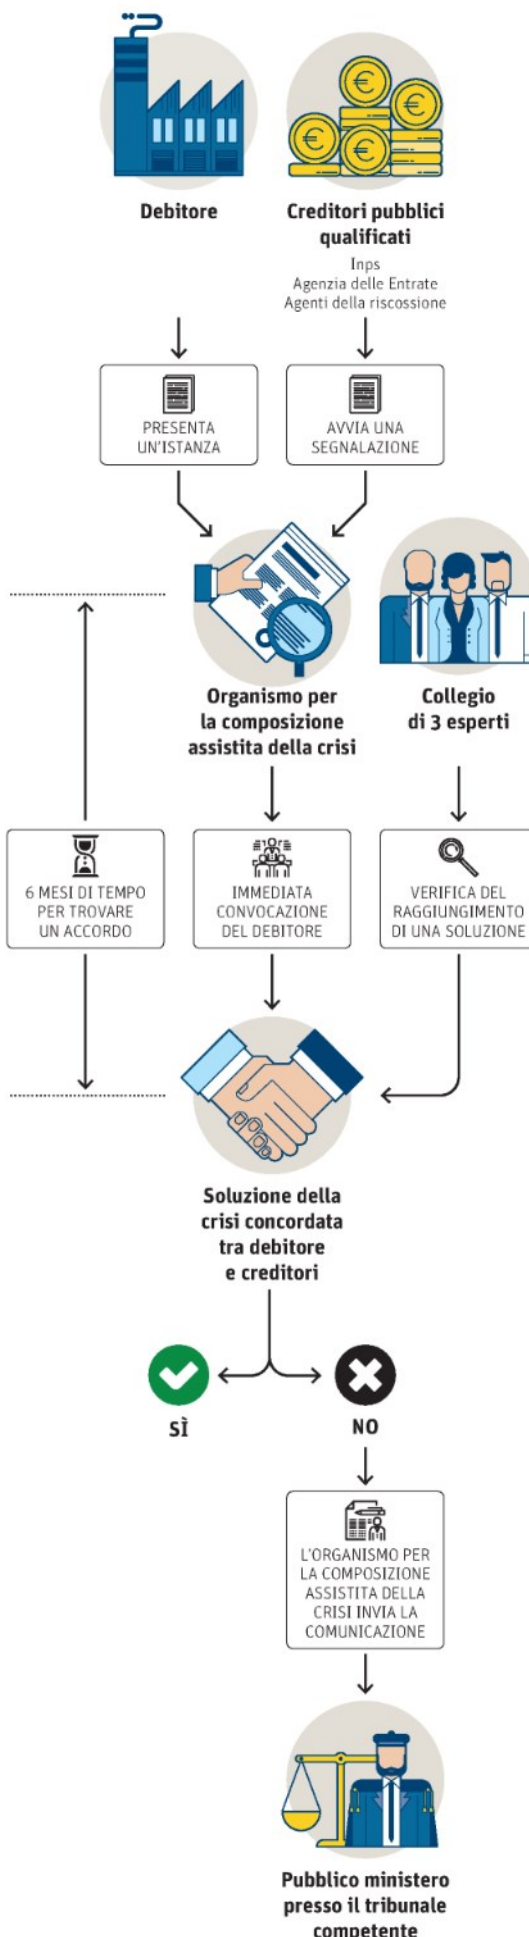 Debitore
Creditori pubblici
qualificati
Inps
Agenzia delle Entrate
Agenti della riscossione
PRESENTA
UN'ISTANZA
AVVIA UNA
SEGNALAZIONE
Organismo per
la composizione
assistita della crisi
Collegio
di 3 esperti
6 MESI DI TEMPO
PER TROVARE
UN ACCORDO
IMMEDIATA
CONVOCAZIONE
DEL DEBITORE
VERIFICA DEL
RAGGIUNGIMENTO
DI UNA SOLUZIONE
Soluzione della
crisi concordata
tra debitore
e creditori
SÌ
NO
L'ORGANISMO PER
LA COMPOSIZIONE
ASSISTITA DELLA
CRISI INVIA LA
COMUNICAZIONE
Pubblico ministero
presso il tribunale
competente